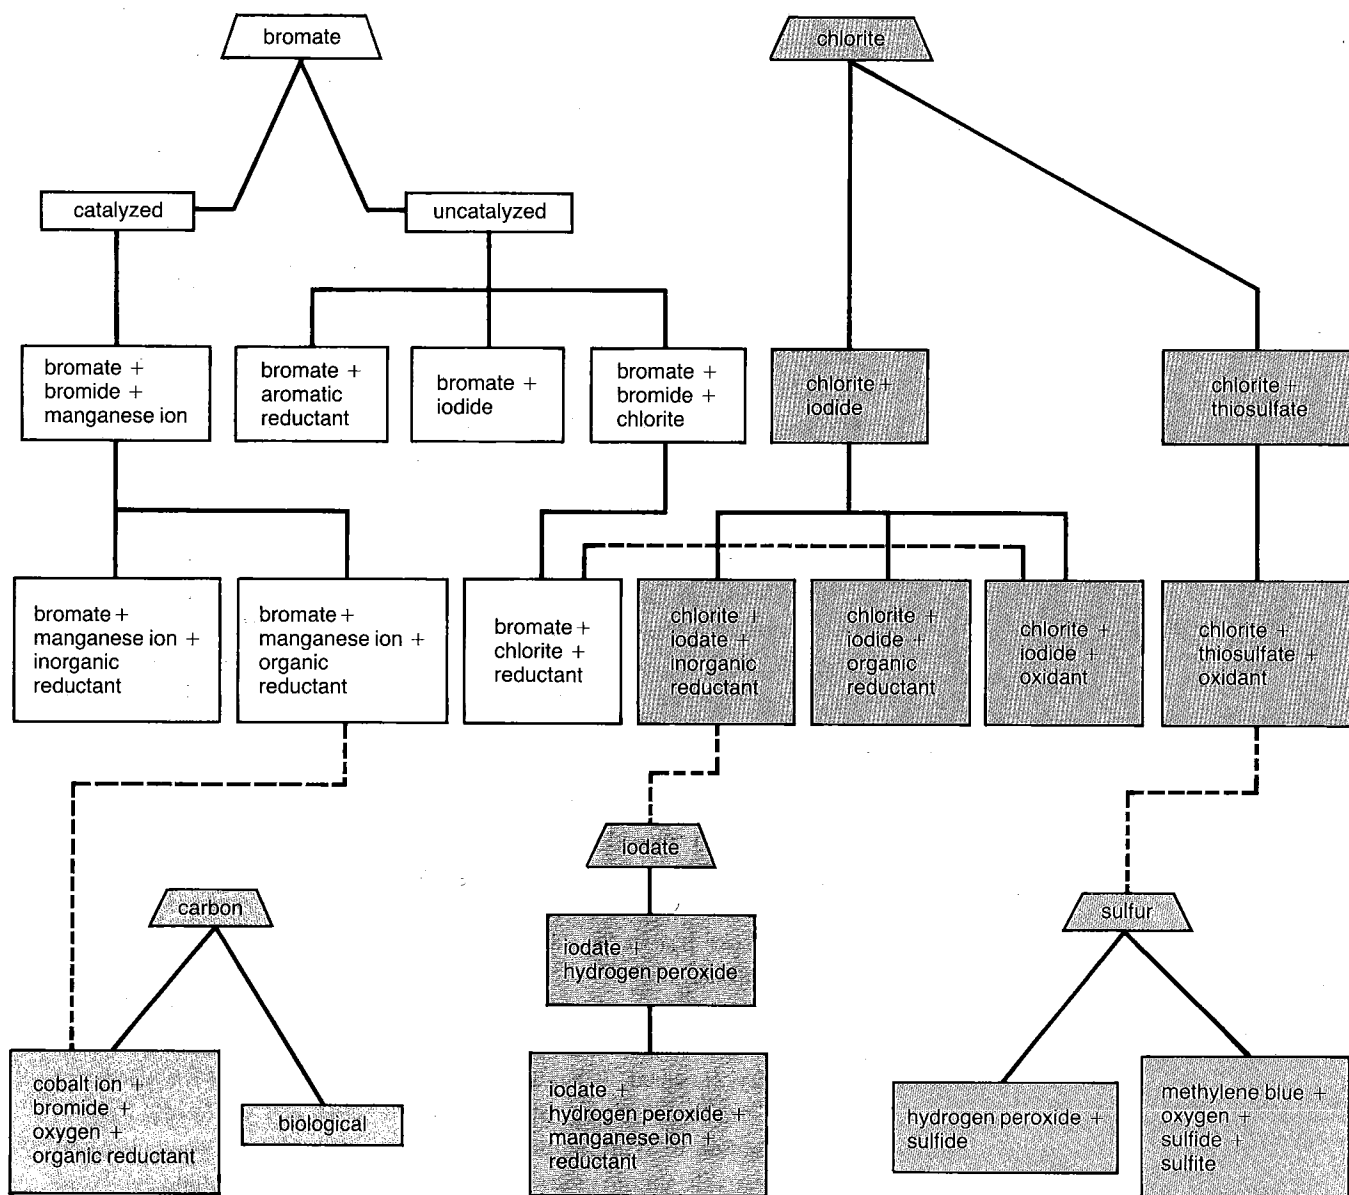 bromate
chlorite
catalyzed
uncatalyzed
bromate +
bromide +
manganese ion
bromate +
aromatic
reductant
bromate +
iodide
bromate +
bromide +
chlorite
chlorite +
iodide
chlorite +
thiosulfate
bromate +
manganese ion +
inorganic
reductant
bromate +
manganese ion +
organic
reductant
bromate +
chlorite +
reductant
chlorite +
iodate +
inorganic
reductant
chlorite +
iodide +
organic
reductant
chlorite +
iodide +
oxidant
chlorite +
thiosulfate +
oxidant
iodate
carbon
sulfur
iodate +
hydrogen peroxide
cobalt ion +
bromide +
oxygen +
organic reductant
biological
iodate +
hydrogen peroxide +
manganese ion +
reductant
hydrogen peroxide +
sulfide
methylene blue +
oxygen +
sulfide +
sulfite